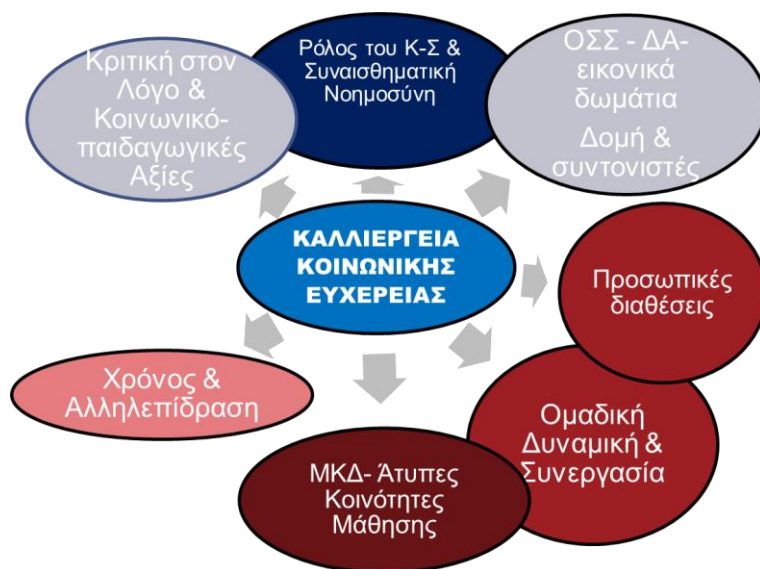 Κριτική στον
Λόγο &
Κοινωνικό-
παιδαγωγικές
Αξίες
Ρόλος του Κ-Σ &
Συναισθηματική
Νοημοσύνη
ΟΣΣ - ΔΑ-
εικονικά
δωμάτια
Δομή &
συντονιστές
ΚΑΛΛΙΕΡΓΕΙΑ
ΚΟΙΝΩΝΙΚΗΣ
ΕΥΧΕΡΕΙΑΣ
Προσωπικές
διαθέσεις
Χρόνος &
Αλληλεπίδραση
Ομαδική
Δυναμική &
Συνεργασία
ΜΚΔ- Άτυπες
Κοινότητες
Μάθησης